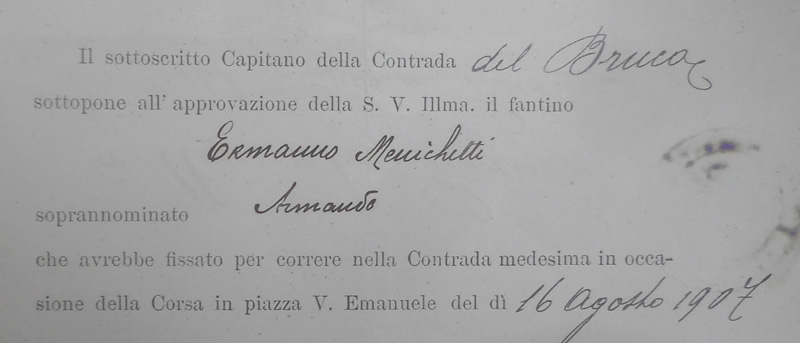 Il sottoscritto Capitano della Contrada del Bruco
sottopone all' approvazione della S. V. Illma. il fantino
Ermanno Menichetti
soprannominato Armando
che avrebbe fissato per correre nella Contrada medesima in occa-
sione della Corsa in piazza V. Emanuele del dì 16 Agosto 1907